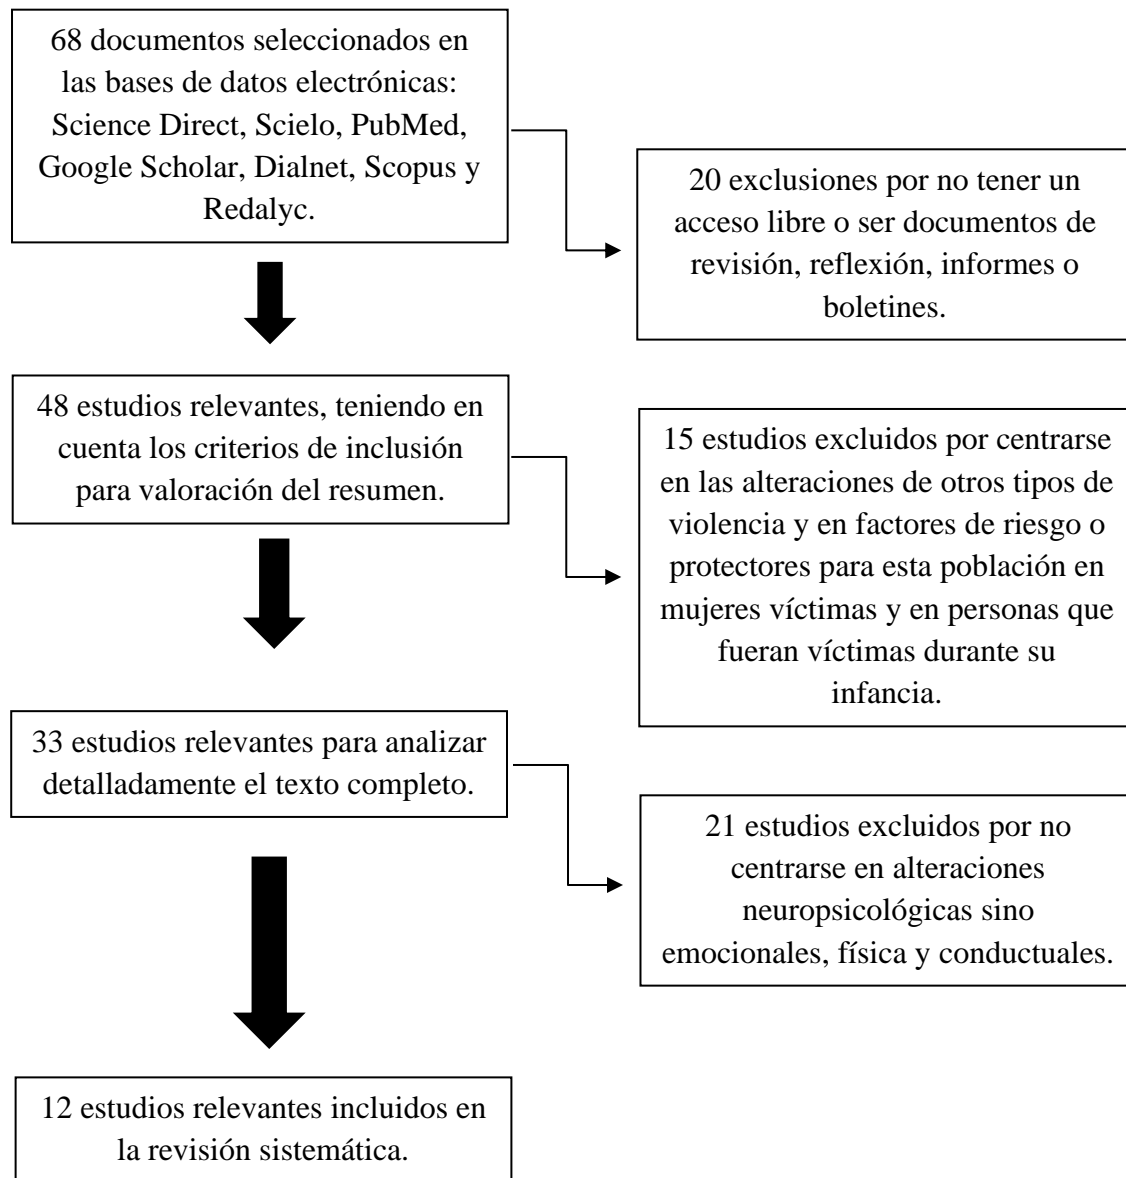 68 documentos seleccionados en
las bases de datos electrónicas:
Science Direct, Scielo, PubMed,
Google Scholar, Dialnet, Scopus y
Redalyc.
20 exclusiones por no tener un
acceso libre o ser documentos de
revisión, reflexión, informes o
boletines.
48 estudios relevantes, teniendo en
cuenta los criterios de inclusión
para valoración del resumen.
15 estudios excluidos por centrarse
en las alteraciones de otros tipos de
violencia y en factores de riesgo o
protectores para esta población en
mujeres víctimas y en personas que
fueran víctimas durante su
infancia.
33 estudios relevantes para analizar
detalladamente el texto completo.
21 estudios excluidos por no
centrarse en alteraciones
neuropsicológicas sino
emocionales, física y conductuales.
12 estudios relevantes incluidos en
la revisión sistemática.